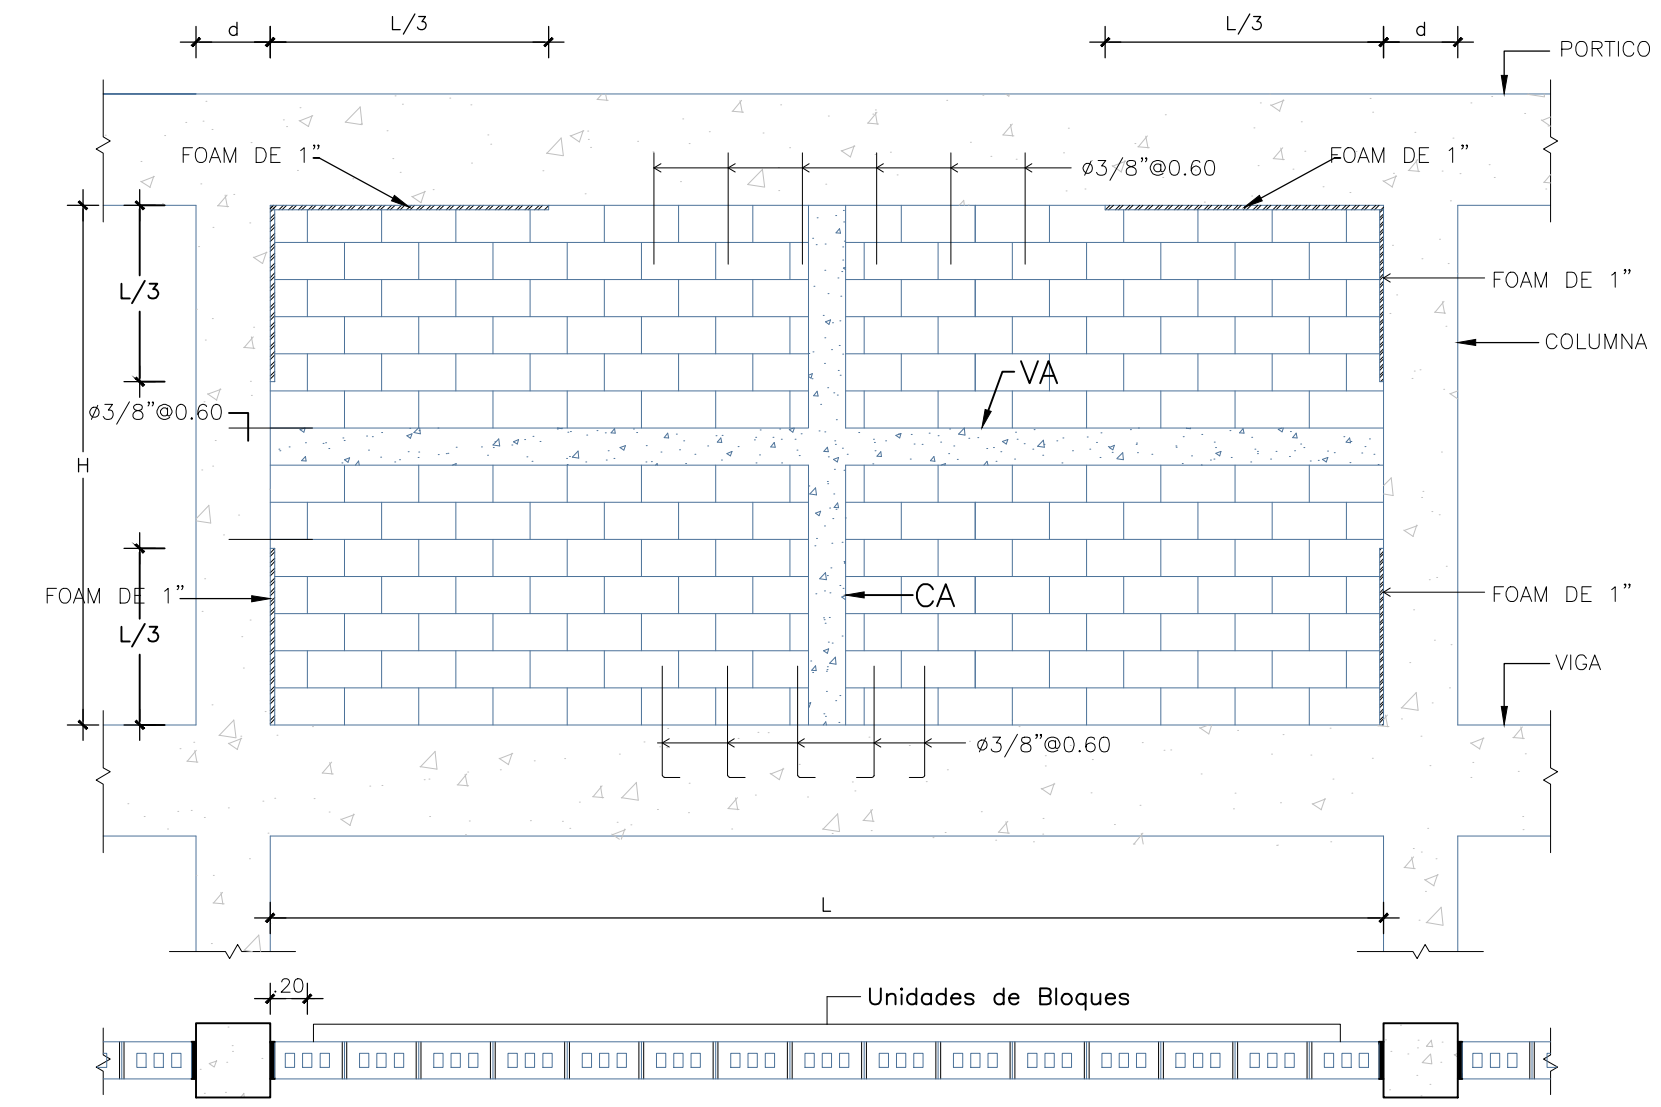 d
L/3
L/3
d
PORTICO
FOAM DE 1"
ø3/8"@0.60
FOAM DE 1"
L/3
FOAM DE 1"
COLUMNA
VA
ø3/8"@0.60
H
FOAM DE 1"
CA
FOAM DE 1"
L/3
VIGA
ø3/8"@0.60
L
.20
Unidades de Bloques